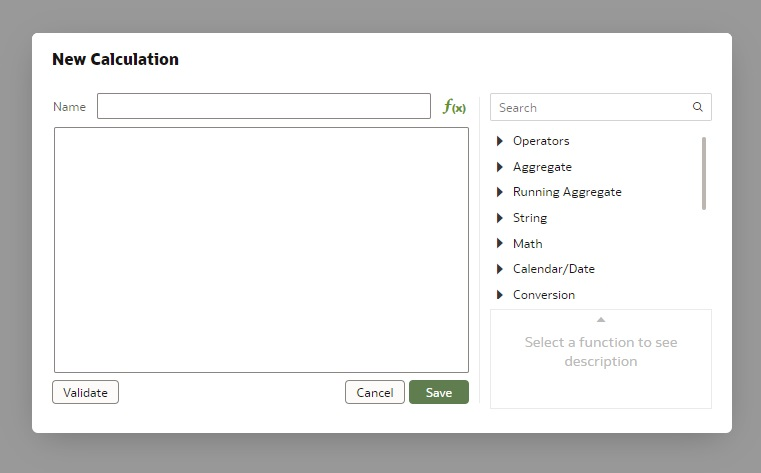 New Calculation
Name
f(x)
Search
Operators
Aggregate
Running Aggregate
String
Math
Calendar/Date
Conversion
Select a function to see
description
Validate
Cancel
Save